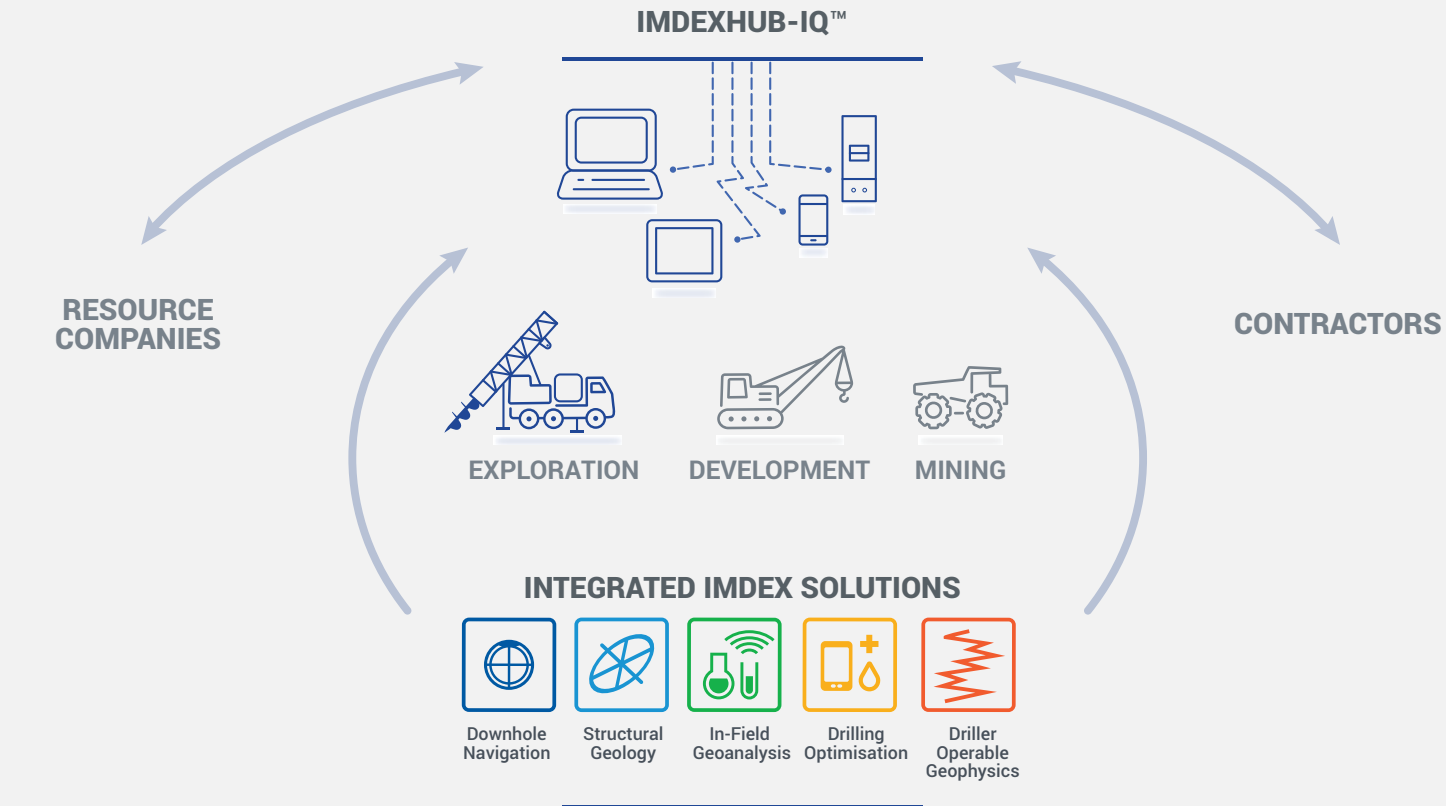 IMDEXHUB-IQ™
RESOURCE
COMPANIES
CONTRACTORS
EXPLORATION
DEVELOPMENT
MINING
INTEGRATED IMDEX SOLUTIONS
Downhole
Navigation
Structural
Geology
In-Field
Geoanalysis
Drilling
Optimisation
Driller
Operable
Geophysics